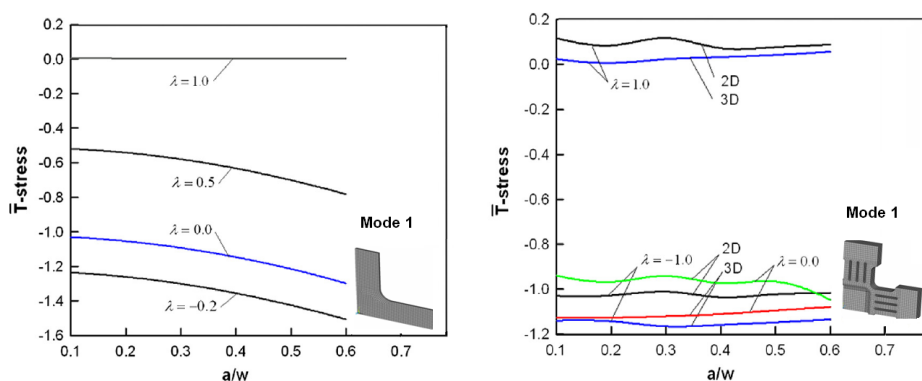 0.2
0.0
-0.2
-0.4
-0.6
-0.8
-1.0
-1.2
-1.4
-1.6
T̿-stress
λ = 1.0
λ = 0.5
λ = 0.0
λ = −0.2
Mode 1
0.1 0.2 0.3 0.4 0.5 0.6 0.7
a/w
0.2
0.0
-0.2
-0.4
-0.6
-0.8
-1.0
-1.2
T̿-stress
λ = 1.0
2D
3D
Mode 1
λ = −1.0
2D
3D
λ = 0.0
0.1 0.2 0.3 0.4 0.5 0.6 0.7
a/w